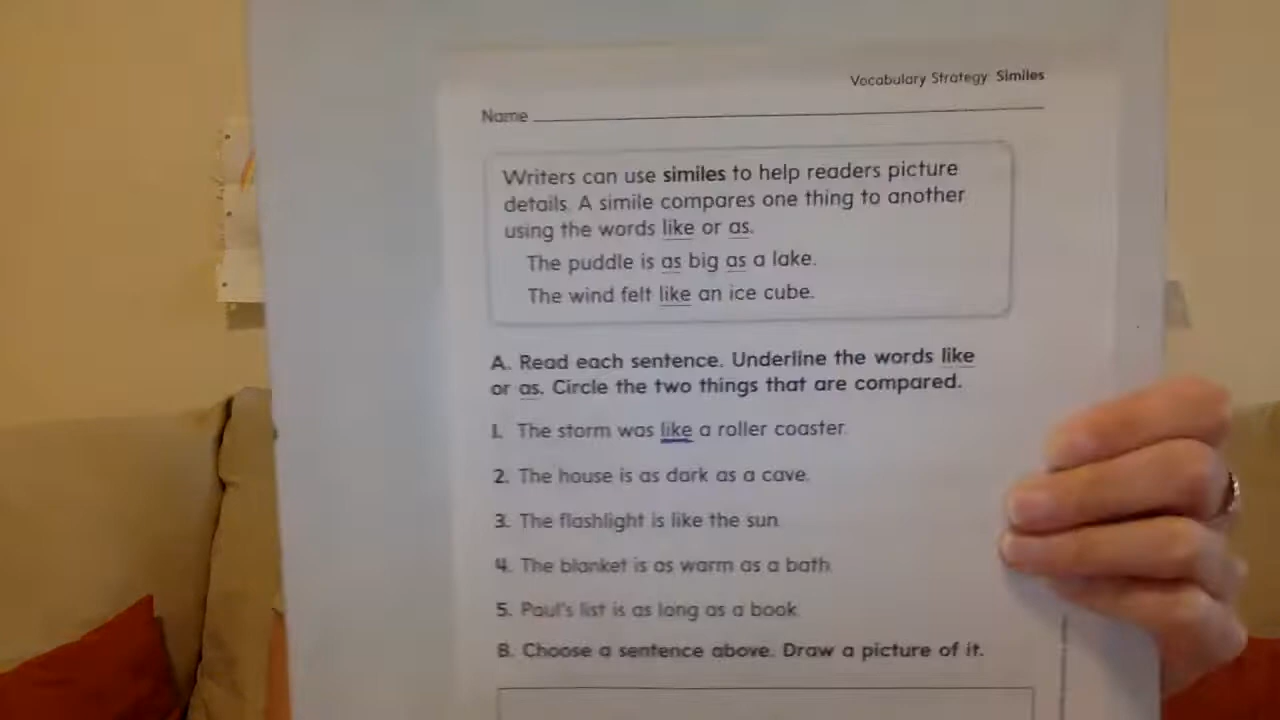 Vocabulary Strategy: Similes
Name
Writers can use similes to help readers picture
details. A simile compares one thing to another
using the words like or as.
The puddle is as big as a lake.
The wind felt like an ice cube.
A. Read each sentence. Underline the words like
or as. Circle the two things that are compared.
1. The storm was like a roller coaster.
2. The house is as dark as a cave.
3. The flashlight is like the sun.
4. The blanket is as warm as a bath.
5. Paul's list is as long as a book.
B. Choose a sentence above. Draw a picture of it.